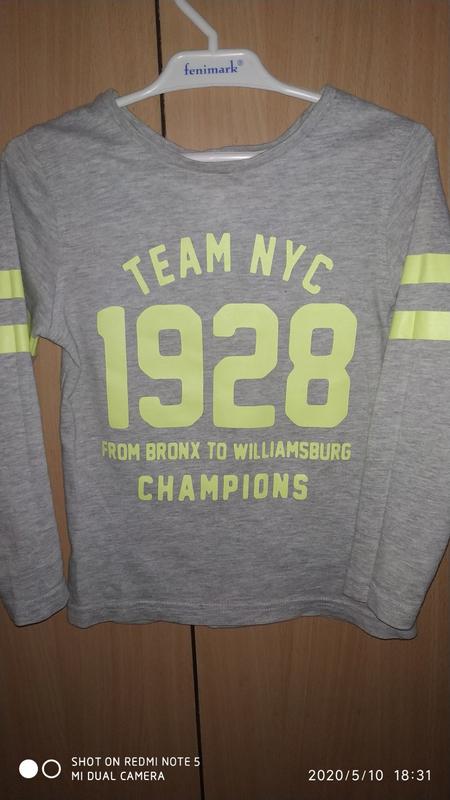 fenimark®
TEAM NYC
1928
FROM BRONX TO WILLIAMSBURG
CHAMPIONS
SHOT ON REDMI NOTE 5
MI DUAL CAMERA
2020/5/10 18:31